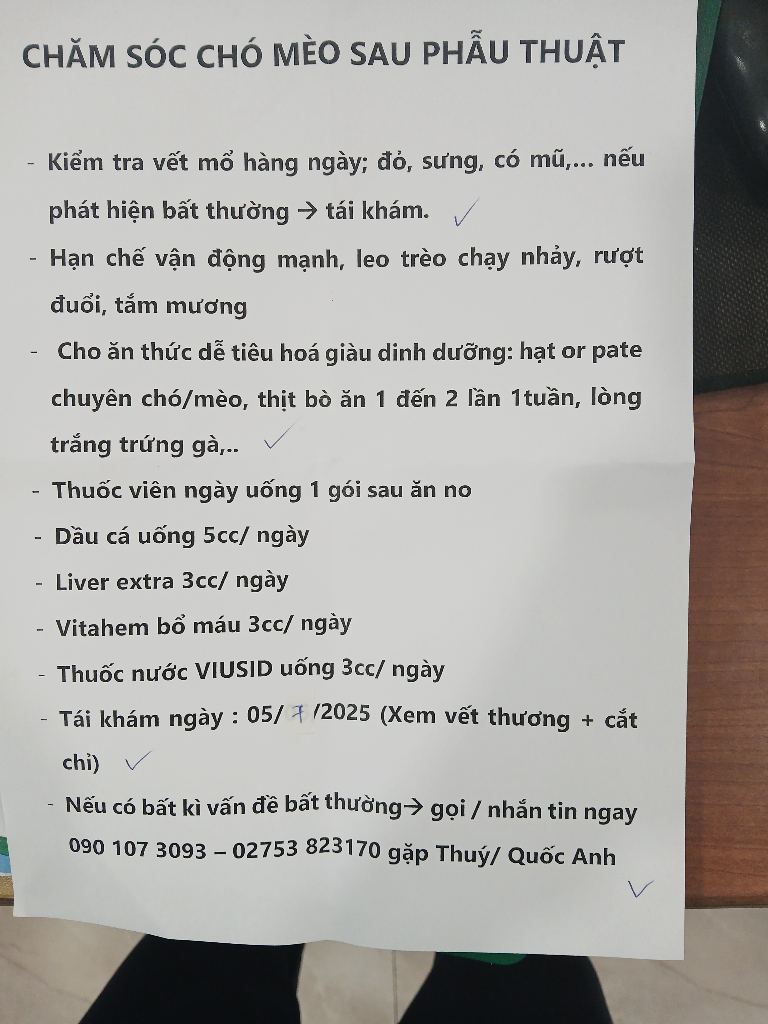 CHĂM SÓC CHÓ MÈO SAU PHẪU THUẬT
- Kiểm tra vết mổ hàng ngày; đỏ, sưng, có mũ,... nếu
phát hiện bất thường → tái khám.
- Hạn chế vận động mạnh, leo trèo chạy nhảy, rượt
đuổi, tắm mương
- Cho ăn thức dễ tiêu hoá giàu dinh dưỡng: hạt or pate
chuyên chó/mèo, thịt bò ăn 1 đến 2 lần 1tuần, lòng
trắng trứng gà,..
- Thuốc viên ngày uống 1 gói sau ăn no
- Dầu cá uống 5cc/ ngày
- Liver extra 3cc/ ngày
- Vitahem bổ máu 3cc/ ngày
- Thuốc nước VIUSID uống 3cc/ ngày
- Tái khám ngày : 05/ 7 /2025 (Xem vết thương + cắt
chỉ)
- Nếu có bất kì vấn đề bất thường→ gọi / nhắn tin ngay
090 107 3093 – 02753 823170 gặp Thuý/ Quốc Anh